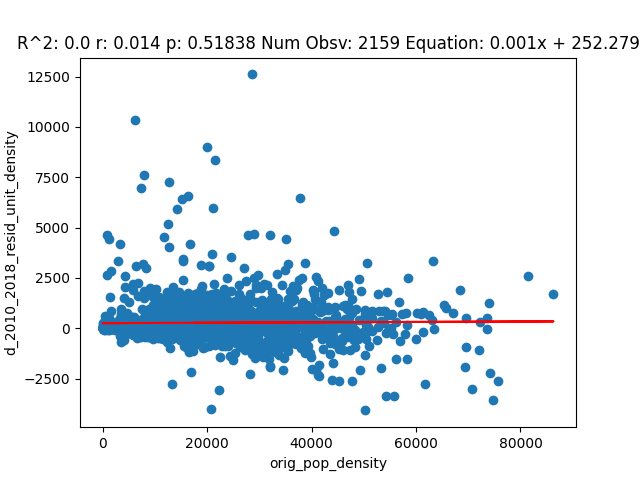 R^2: 0.0 r: 0.014 p: 0.51838 Num Obsv: 2159 Equation: 0.001x + 252.279
12500
10000
7500
5000
2500
0
−2500
d_2010_2018_resid_unit_density
0 20000 40000 60000 80000
orig_pop_density